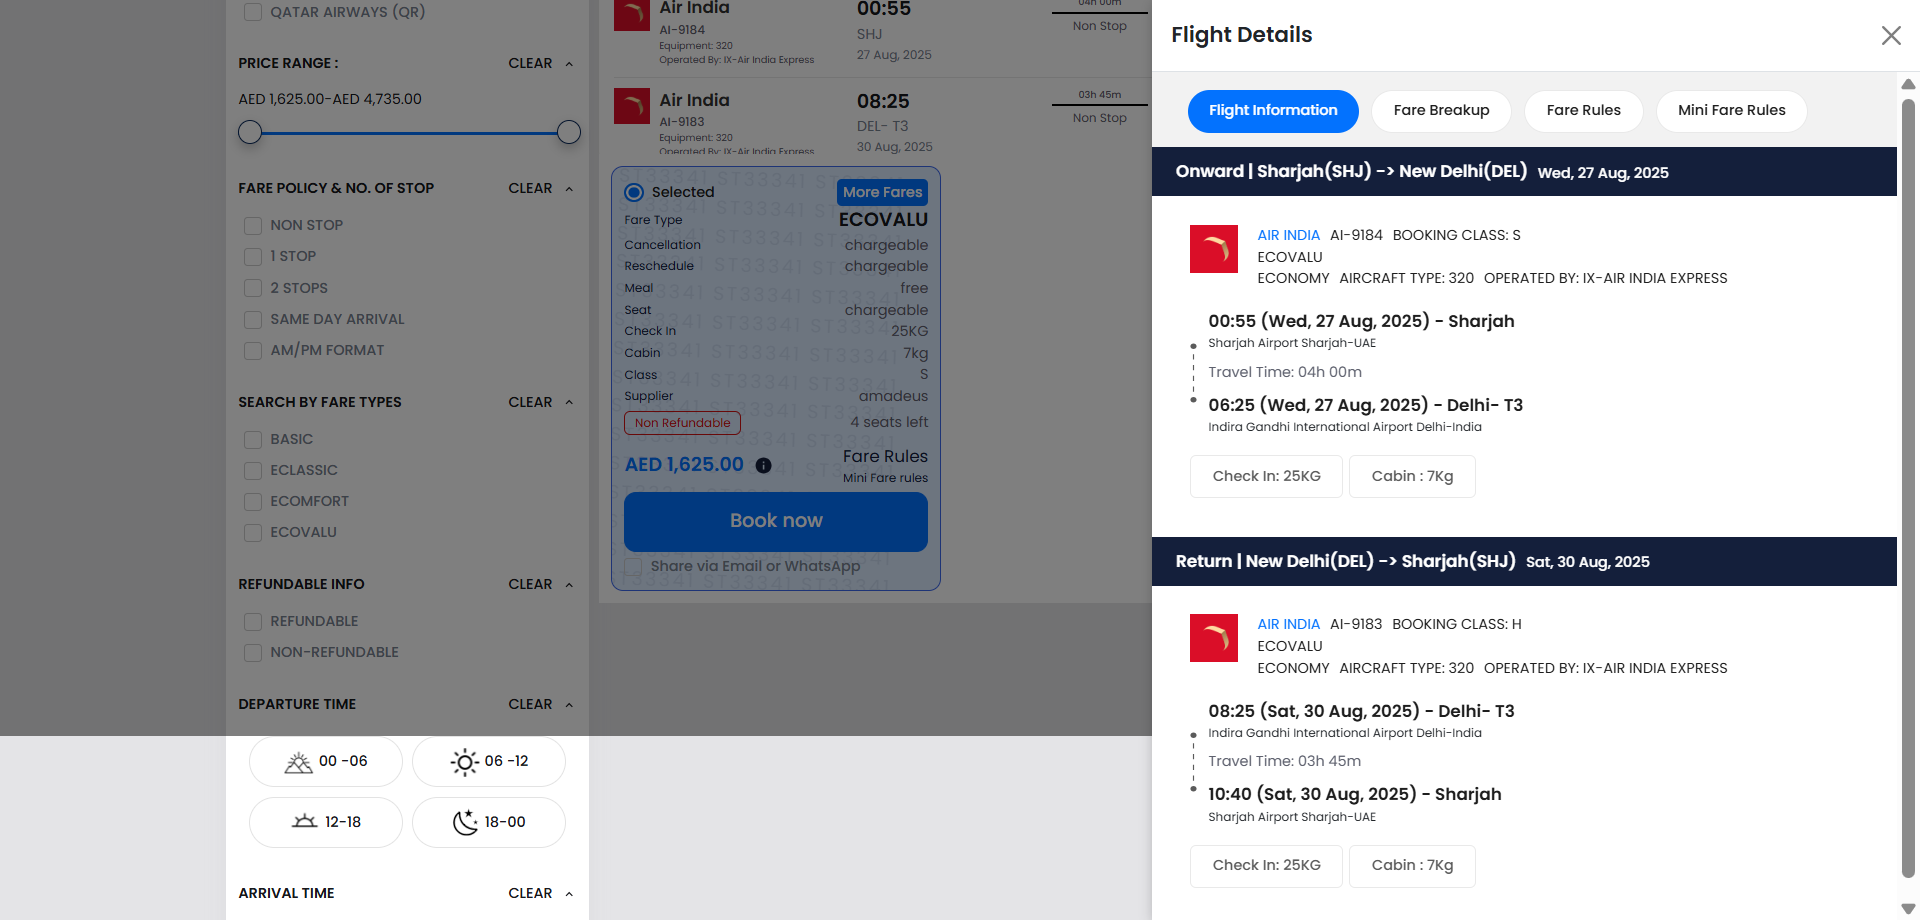 QATAR AIRWAYS (QR)
PRICE RANGE :
CLEAR
AED 1,625.00-AED 4,735.00
FARE POLICY & NO. OF STOP
CLEAR
NON STOP
1 STOP
2 STOPS
SAME DAY ARRIVAL
AM/PM FORMAT
SEARCH BY FARE TYPES
CLEAR
BASIC
ECLASSIC
ECOMFORT
ECOVALU
REFUNDABLE INFO
CLEAR
REFUNDABLE
NON-REFUNDABLE
DEPARTURE TIME
CLEAR
00 -06
06 -12
12-18
18-00
ARRIVAL TIME
CLEAR
Air India
AI-9184
Equipment: 320
Operated By: IX-Air India Express
00:55
SHJ
27 Aug, 2025
04h 00m
Non Stop
Air India
AI-9183
Equipment: 320
Operated By: IX-Air India Express
08:25
DEL- T3
30 Aug, 2025
03h 45m
Non Stop
Selected
More Fares
Fare Type ECOVALU
Cancellation chargeable
Reschedule chargeable
Meal free
Seat chargeable
Check In 25KG
Cabin 7kg
Class S
Supplier amadeus
Non Refundable 4 seats left
AED 1,625.00
Fare Rules
Mini Fare rules
Book now
Share via Email or WhatsApp
ST33341 ST33341 ST33341
Flight Details
Flight Information
Fare Breakup
Fare Rules
Mini Fare Rules
Onward | Sharjah(SHJ) -> New Delhi(DEL) Wed, 27 Aug, 2025
AIR INDIA AI-9184 BOOKING CLASS: S
ECOVALU
ECONOMY AIRCRAFT TYPE: 320 OPERATED BY: IX-AIR INDIA EXPRESS
00:55 (Wed, 27 Aug, 2025) - Sharjah
Sharjah Airport Sharjah-UAE
Travel Time: 04h 00m
06:25 (Wed, 27 Aug, 2025) - Delhi- T3
Indira Gandhi International Airport Delhi-India
Check In: 25KG
Cabin : 7Kg
Return | New Delhi(DEL) -> Sharjah(SHJ) Sat, 30 Aug, 2025
AIR INDIA AI-9183 BOOKING CLASS: H
ECOVALU
ECONOMY AIRCRAFT TYPE: 320 OPERATED BY: IX-AIR INDIA EXPRESS
08:25 (Sat, 30 Aug, 2025) - Delhi- T3
Indira Gandhi International Airport Delhi-India
Travel Time: 03h 45m
10:40 (Sat, 30 Aug, 2025) - Sharjah
Sharjah Airport Sharjah-UAE
Check In: 25KG
Cabin : 7Kg